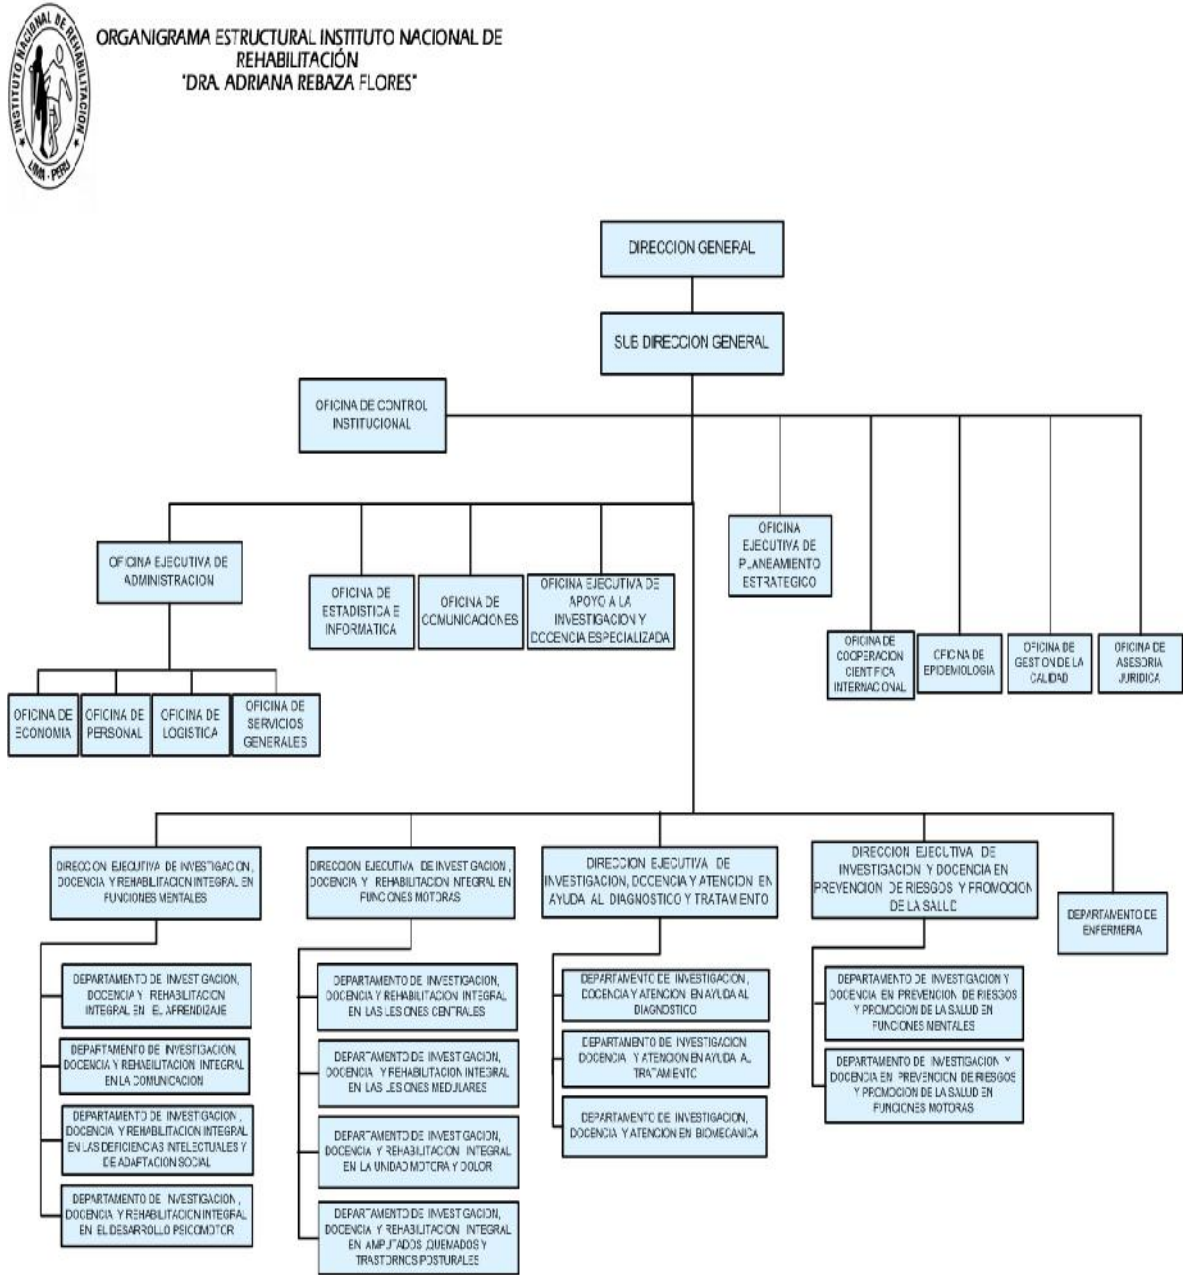 INSTITUTO NACIONAL DE REHABILITACION
LIMA - PERU
ORGANIGRAMA ESTRUCTURAL INSTITUTO NACIONAL DE
REHABILITACIÓN
"DRA. ADRIANA REBAZA FLORES"
DIRECCION GENERAL
SUB DIRECCION GENERAL
OFICINA DE CONTROL
INSTITUCIONAL
OFICINA
EJECUTIVA DE
PLANEAMIENTO
ESTRATEGICO
OFICINA EJECUTIVA DE
ADMINISTRACION
OFICINA DE
ESTADISTICA E
INFORMATICA
OFICINA DE
COMUNICACIONES
OFICINA EJECUTIVA DE
APOYO A LA
INVESTIGACION Y
DOCENCIA ESPECIALIZADA
OFICINA DE
COOPERACION
CIENTIFICA
INTERNACIONAL
OFICINA DE
EPIDEMIOLOGIA
OFICINA DE
GESTION DE LA
CALIDAD
OFICINA DE
ASESORIA
JURIDICA
OFICINA DE
ECONOMIA
OFICINA DE
PERSONAL
OFICINA DE
LOGISTICA
OFICINA DE
SERVICIOS
GENERALES
DIRECCION EJECUTIVA DE INVESTIGACION,
DOCENCIA Y REHABILITACION INTEGRAL EN
FUNCIONES MENTALES
DIRECCION EJECUTIVA DE INVESTIGACION,
DOCENCIA Y REHABILITACION INTEGRAL EN
FUNCIONES MOTORAS
DIRECCION EJECUTIVA DE
INVESTIGACION, DOCENCIA Y ATENCION EN
AYUDA AL DIAGNOSTICO Y TRATAMIENTO
DIRECCION EJECUTIVA DE
INVESTIGACION Y DOCENCIA EN
PREVENCION DE RIESGOS Y PROMOCION
DE LA SALUD
DEPARTAMENTO DE
ENFERMERIA
DEPARTAMENTO DE INVESTIGACION,
DOCENCIA Y REHABILITACION
INTEGRAL EN EL APRENDIZAJE
DEPARTAMENTO DE INVESTIGACION,
DOCENCIA Y REHABILITACION INTEGRAL
EN LA COMUNICACION
DEPARTAMENTO DE INVESTIGACION,
DOCENCIA Y REHABILITACION INTEGRAL
EN LAS DEFICIENCIAS INTELECTUALES Y
DE ADAPTACION SOCIAL
DEPARTAMENTO DE INVESTIGACION,
DOCENCIA Y REHABILITACION INTEGRAL
EN EL DESARROLLO PSICOMOTOR
DEPARTAMENTO DE INVESTIGACION,
DOCENCIA Y REHABILITACION INTEGRAL
EN LAS LESIONES CENTRALES
DEPARTAMENTO DE INVESTIGACION,
DOCENCIA Y REHABILITACION INTEGRAL
EN LAS LESIONES MEDULARES
DEPARTAMENTO DE INVESTIGACION,
DOCENCIA Y REHABILITACION INTEGRAL
EN LA UNIDAD MOTORA Y DOLOR
DEPARTAMENTO DE INVESTIGACION,
DOCENCIA Y REHABILITACION INTEGRAL
EN AMPUTADOS ,QUEMADOS Y
TRASTORNOS POSTURALES
DEPARTAMENTO DE INVESTIGACION,
DOCENCIA Y ATENCION EN AYUDA AL
DIAGNOSTICO
DEPARTAMENTO DE INVESTIGACION
DOCENCIA Y ATENCION EN AYUDA AL
TRATAMIENTO
DEPARTAMENTO DE INVESTIGACION,
DOCENCIA Y ATENCION EN BIOMECANICA
DEPARTAMENTO DE INVESTIGACION Y
DOCENCIA EN PREVENCION DE RIESGOS
Y PROMOCION DE LA SALUD EN
FUNCIONES MENTALES
DEPARTAMENTO DE INVESTIGACION Y
DOCENCIA EN PREVENCION DE RIESGOS
Y PROMOCION DE LA SALUD EN
FUNCIONES MOTORAS